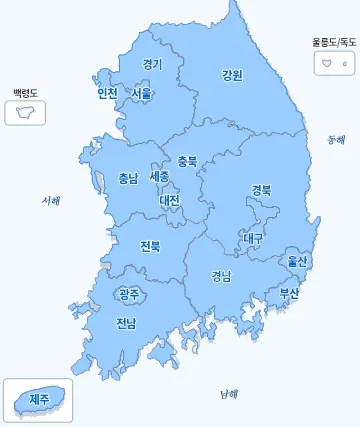 울릉도/독도
경기
강원
백령도
인천
서울
동해
충북
충남
세종
경북
대전
서해
대구
전북
울산
경남
광주
부산
전남
남해
제주